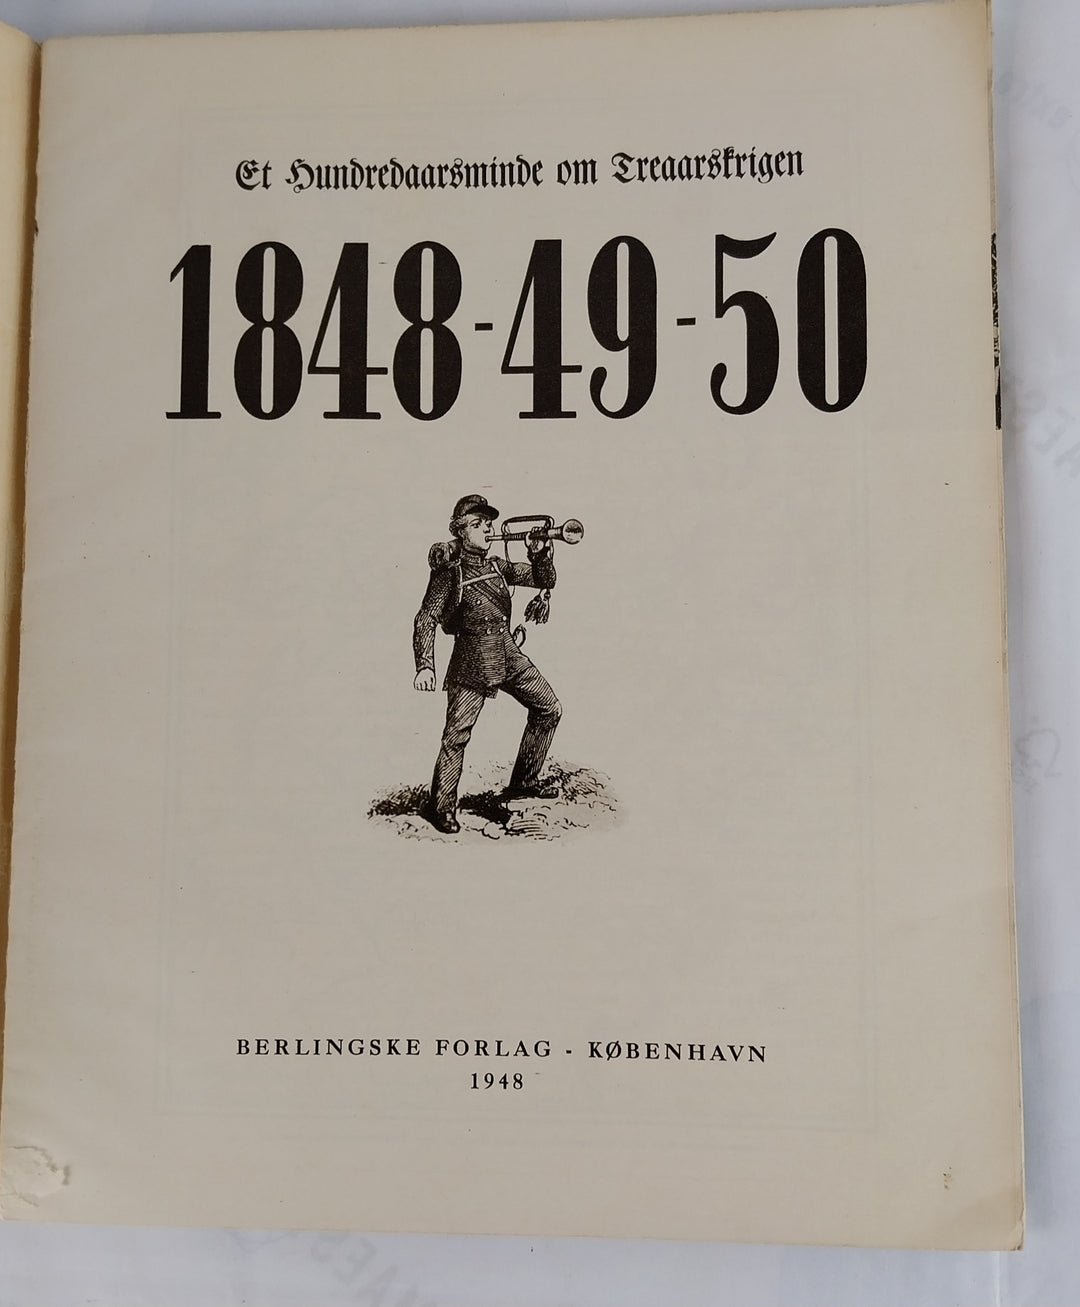 Et Hundredaarsminde om Treaarskrigen
1848-49-50
BERLINGSKE FORLAG - KØBENHAVN
1948